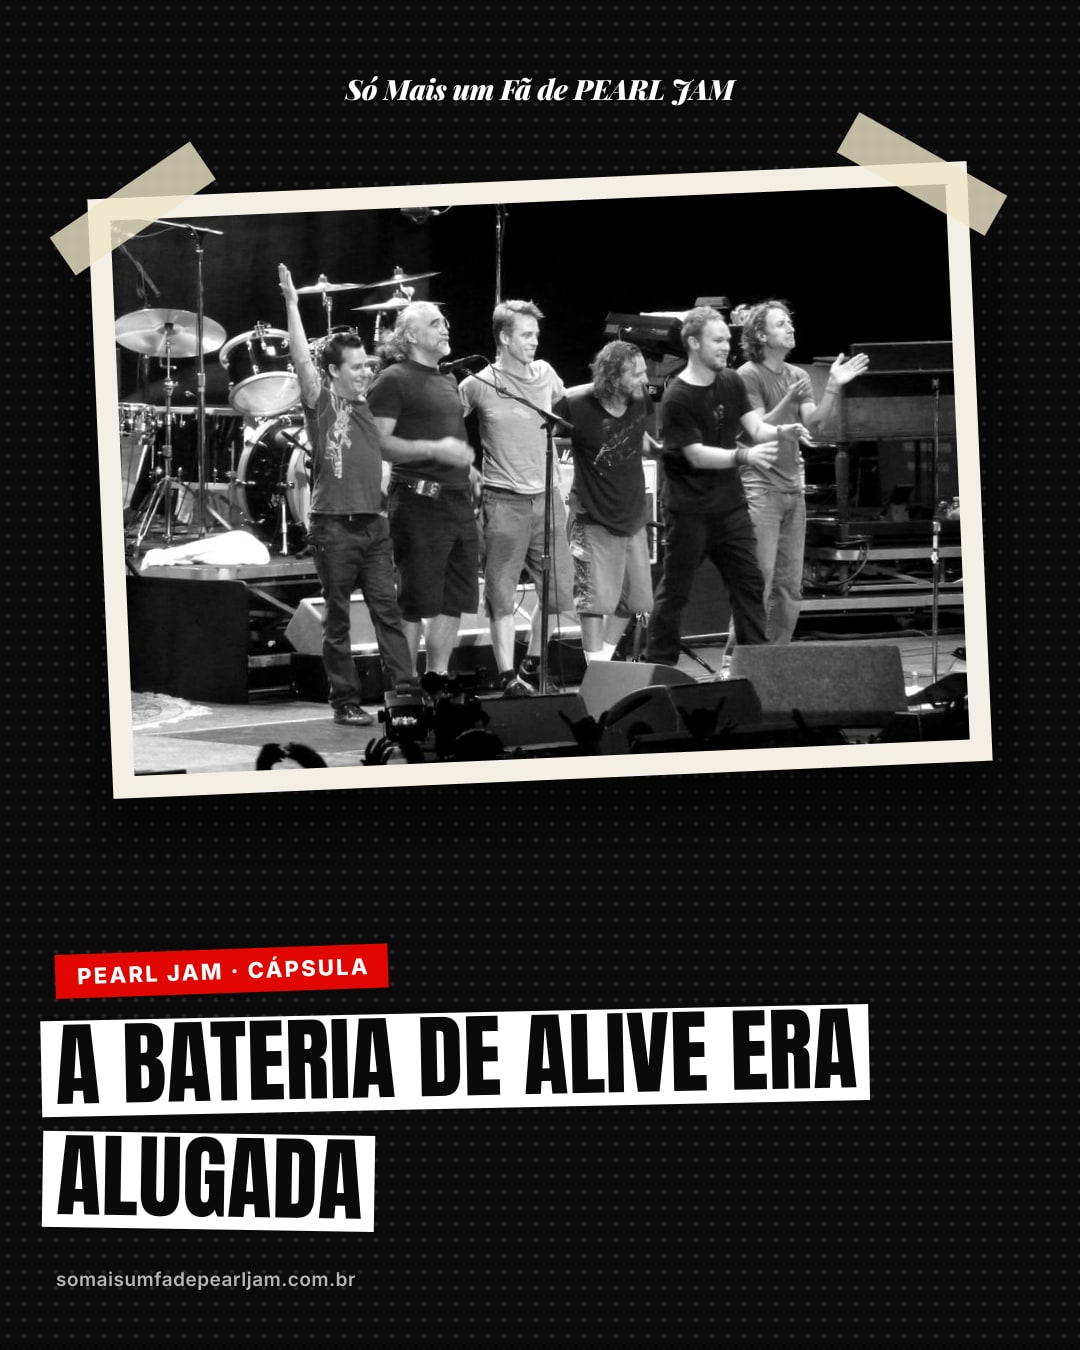 Só Mais um Fã de PEARL JAM
PEARL JAM · CÁPSULA
A BATERIA DE ALIVE ERA
ALUGADA
somaisumfadepearljam.com.br